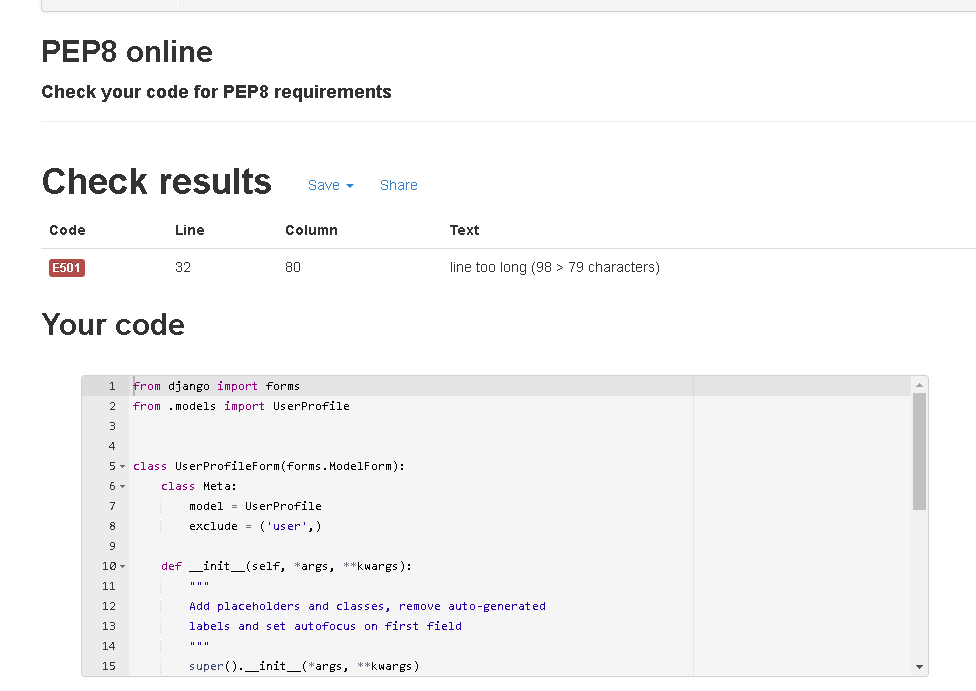 PEP8 online
Check your code for PEP8 requirements
Check results Save Share
Code Line Column Text
E501 32 80 line too long (98 > 79 characters)
Your code
1 from django import forms
2 from .models import UserProfile
3
4
5 class UserProfileForm(forms.ModelForm):
6     class Meta:
7         model = UserProfile
8         exclude = ('user',)
9
10     def __init__(self, *args, **kwargs):
11         """
12         Add placeholders and classes, remove auto-generated
13         labels and set autofocus on first field
14         """
15         super().__init__(*args, **kwargs)